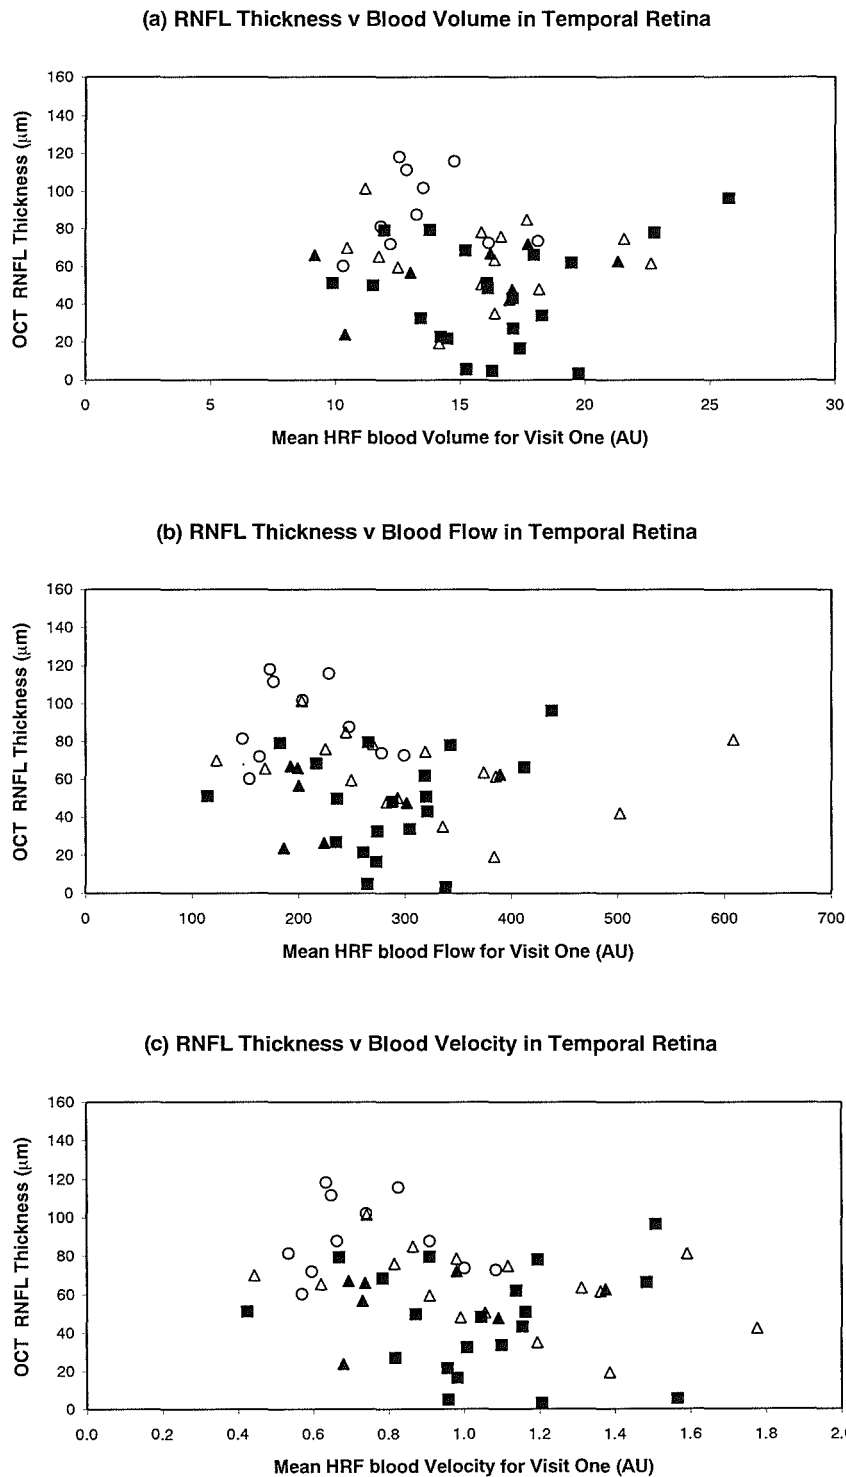 (a) RNFL Thickness v Blood Volume in Temporal Retina
OCT RNFL Thickness (μm)
160
140
120
100
80
60
40
20
0
0 5 10 15 20 25 30
Mean HRF blood Volume for Visit One (AU)
(b) RNFL Thickness v Blood Flow in Temporal Retina
OCT RNFL Thickness (μm)
160
140
120
100
80
60
40
20
0
0 100 200 300 400 500 600 700
Mean HRF blood Flow for Visit One (AU)
(c) RNFL Thickness v Blood Velocity in Temporal Retina
OCT RNFL Thickness (μm)
160
140
120
100
80
60
40
20
0
0.0 0.2 0.4 0.6 0.8 1.0 1.2 1.4 1.6 1.8 2.0
Mean HRF blood Velocity for Visit One (AU)